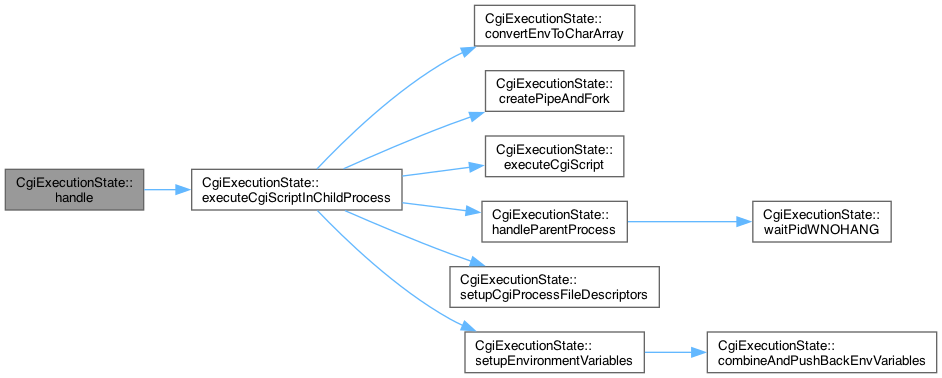 CgiExecutionState::
handle
CgiExecutionState::
executeCgiScriptInChildProcess
CgiExecutionState::
convertEnvToCharArray
CgiExecutionState::
createPipeAndFork
CgiExecutionState::
executeCgiScript
CgiExecutionState::
handleParentProcess
CgiExecutionState::
waitPidWNOHANG
CgiExecutionState::
setupCgiProcessFileDescriptors
CgiExecutionState::
setupEnvironmentVariables
CgiExecutionState::
combineAndPushBackEnvVariables